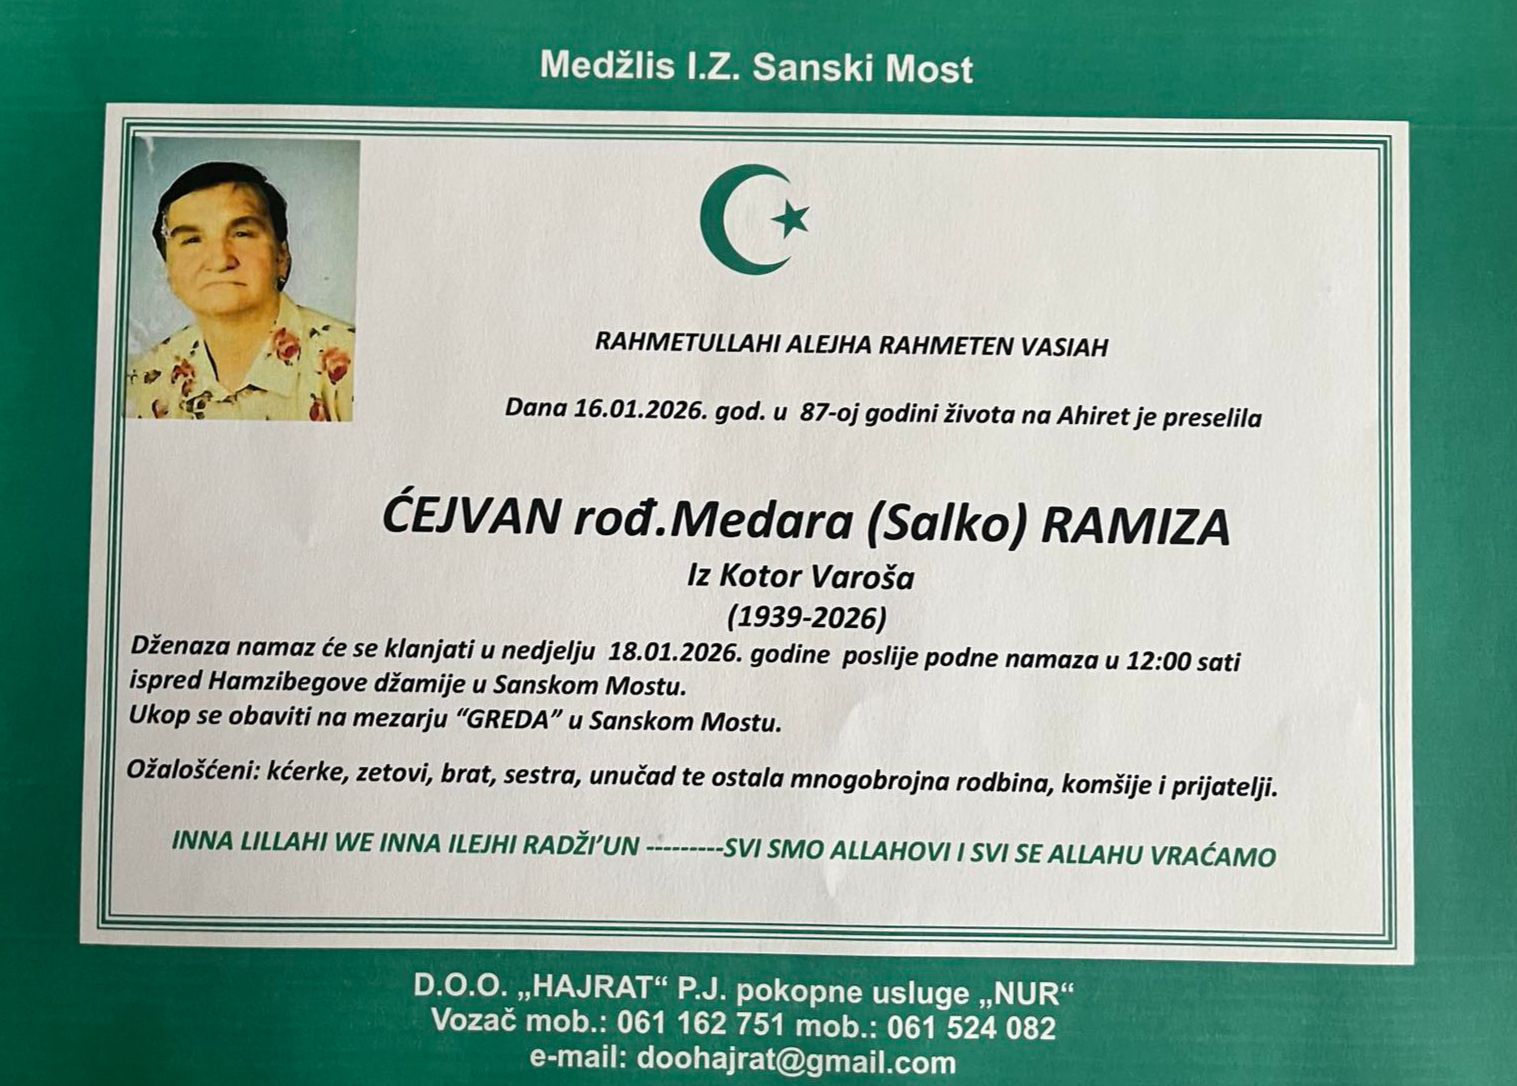 Medžlis I.Z. Sanski Most
RAHMETULLAHI ALEJHA RAHMETEN VASIAH
Dana 16.01.2026. god. u 87-oj godini života na Ahiret je preselila
ĆEJVAN rođ.Medara (Salko) RAMIZA
Iz Kotor Varoša
(1939-2026)
Dženaza namaz će se klanjati u nedjelju 18.01.2026. godine poslije podne namaza u 12:00 sati
ispred Hamzibegove džamije u Sanskom Mostu.
Ukop se obaviti na mezarju “GREDA” u Sanskom Mostu.
Ožalošćeni: kćerke, zetovi, brat, sestra, unučad te ostala mnogobrojna rodbina, komšije i prijatelji.
INNA LILLAHI WE INNA ILEJHI RADŽI’UN ---------SVI SMO ALLAHOVI I SVI SE ALLAHU VRAĆAMO
D.O.O. „HAJRAT“ P.J. pokopne usluge „NUR“
Vozač mob.: 061 162 751 mob.: 061 524 082
e-mail: doohajrat@gmail.com